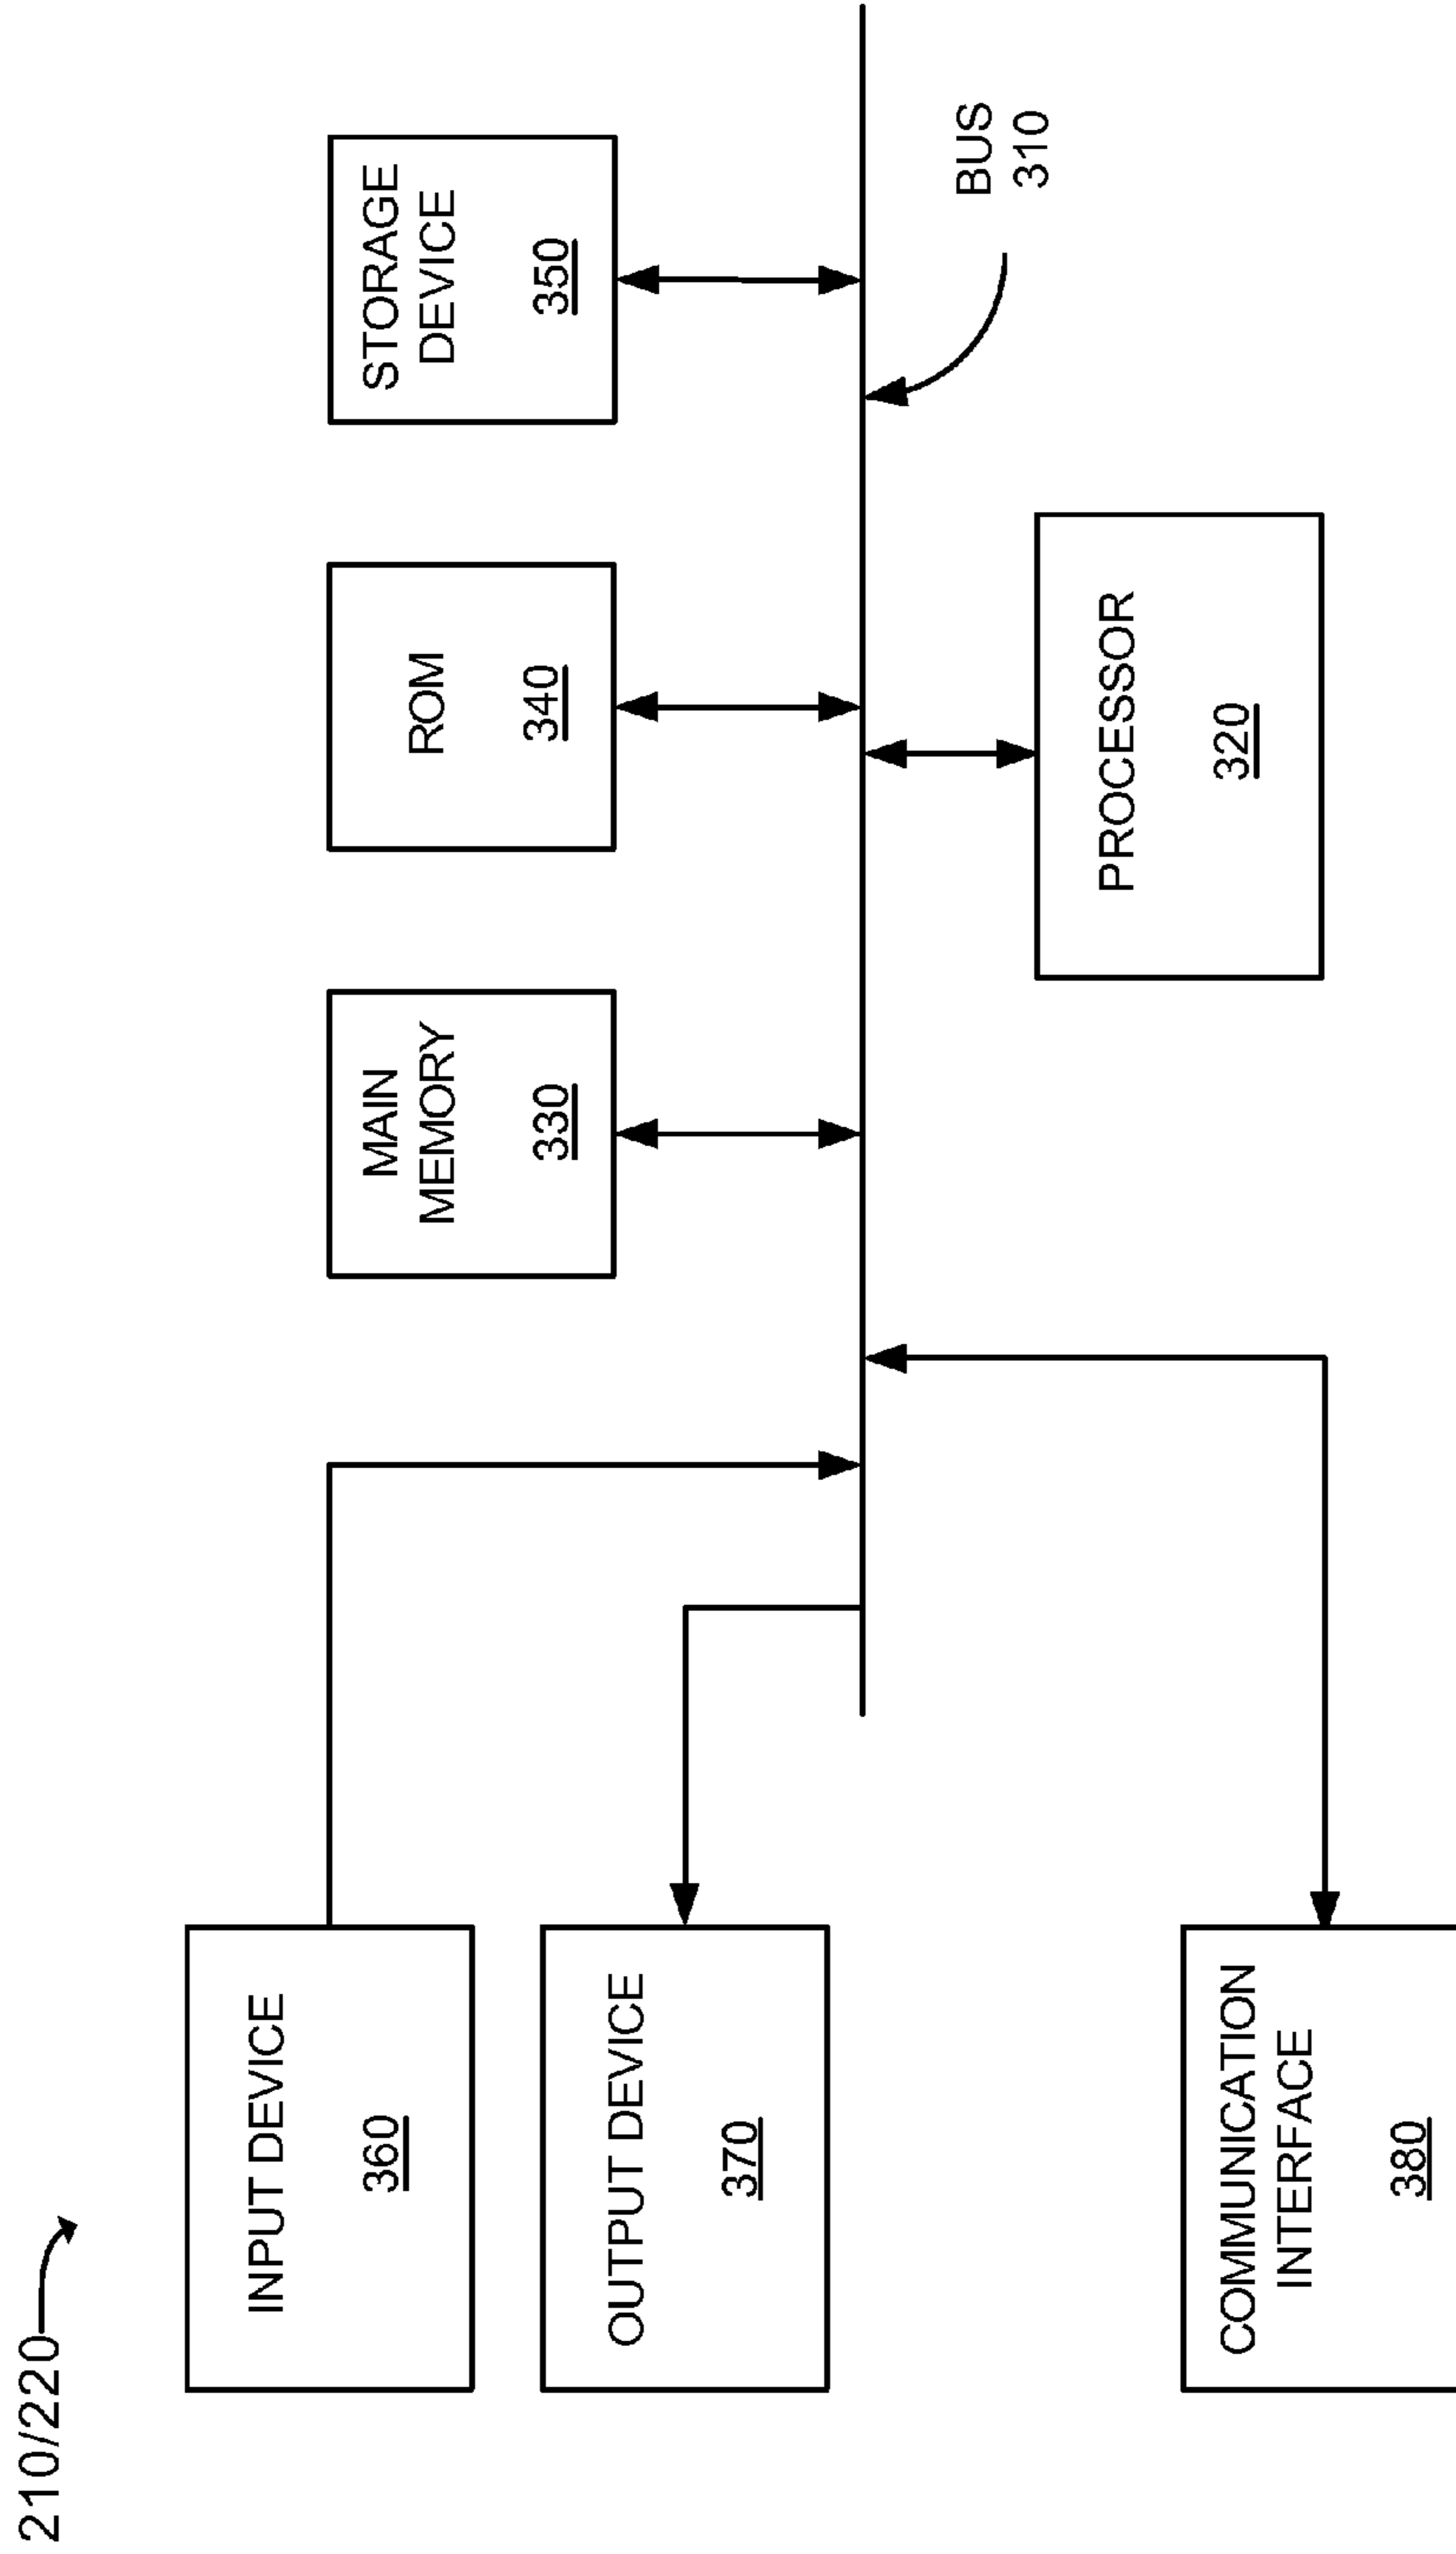 210/220
INPUT DEVICE
360
OUTPUT DEVICE
370
COMMUNICATION
INTERFACE
380
MAIN
MEMORY
330
ROM
340
STORAGE
DEVICE
350
BUS
310
PROCESSOR
320